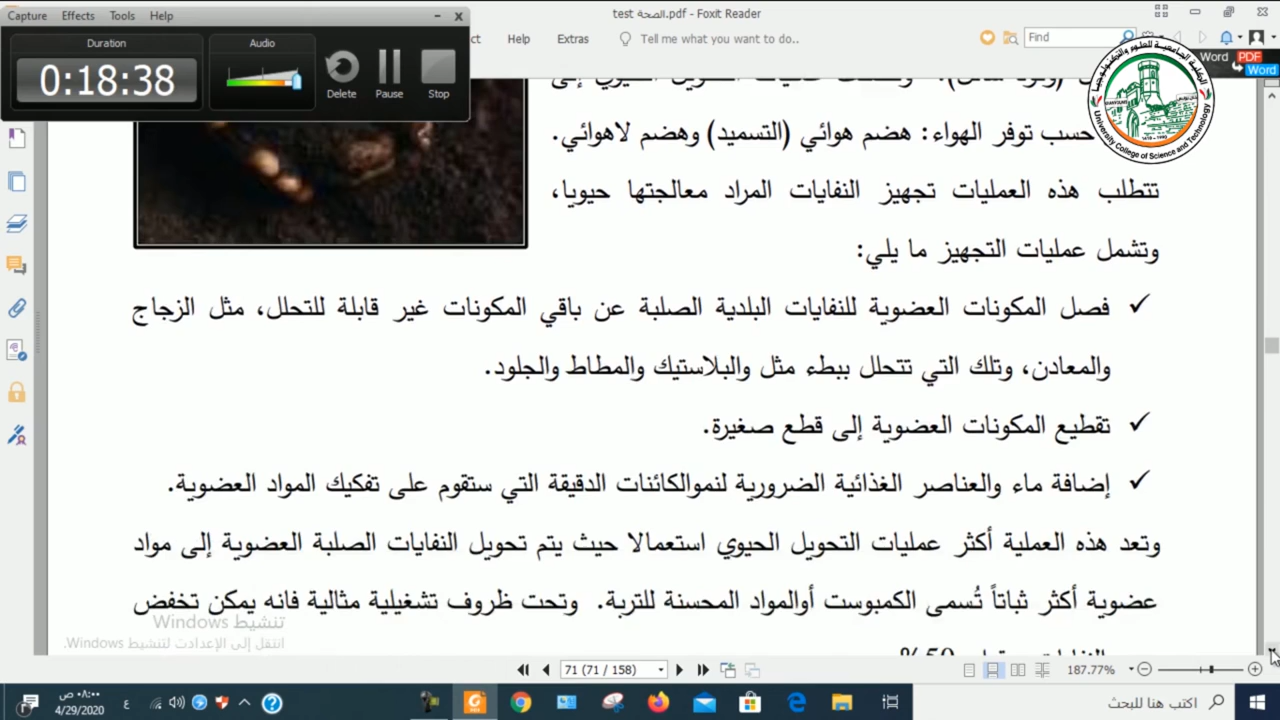 Capture Effects Tools Help
test الصحة.pdf - Foxit Reader
Duration
Audio
0:18:38
Delete
Pause
Stop
Help Extras Tell me what you want to do..
Find
Word PDF
Word
University College of Science and Technology
حسب توفر الهواء: هضم هوائي (التسميد) وهضم لاهوائي.
تتطلب هذه العمليات تجهيز النفايات المراد معالجتها حيويا،
وتشمل عمليات التجهيز ما يلي:
✓ فصل المكونات العضوية للنفايات البلدية الصلبة عن باقي المكونات غير قابلة للتحلل، مثل الزجاج
والمعادن، وتلك التي تتحلل ببطء مثل والبلاستيك والمطاط والجلود.
✓ تقطيع المكونات العضوية إلى قطع صغيرة.
✓ إضافة ماء والعناصر الغذائية الضرورية لنموالكائنات الدقيقة التي ستقوم على تفكيك المواد العضوية.
وتعد هذه العملية أكثر عمليات التحويل الحيوي استعمالا حيث يتم تحويل النفايات الصلبة العضوية إلى مواد
عضوية أكثر ثباتاً تُسمى الكمبوست أوالمواد المحسنة للتربة. وتحت ظروف تشغيلية مثالية فانه يمكن تخفض
تنشيط Windows
انتقل إلى الإعدادت لتنشيط Windows.
71 (71 / 158)
187.77%
٠٨:٠٠ ص
4/29/2020
ع
اكتب هنا للبحث